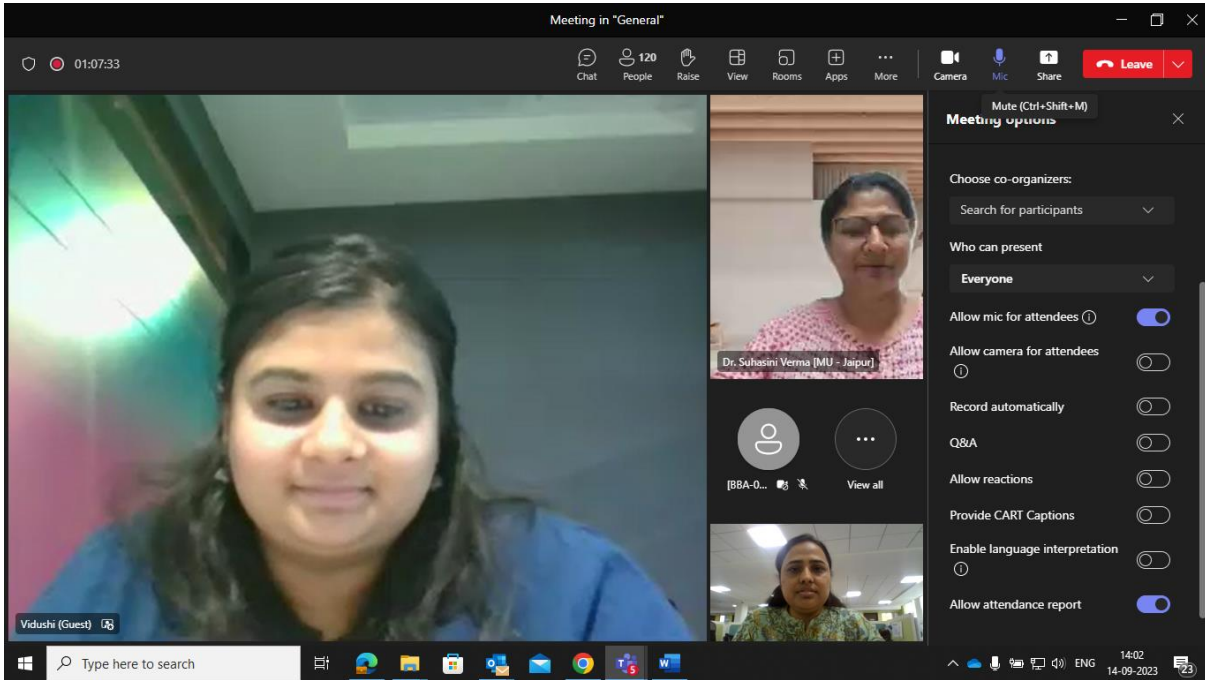 Meeting in "General"
01:07:33
Chat
120
People
Raise
View
Rooms
Apps
More
Camera
Mic
Share
Leave
Mute (Ctrl+Shift+M)
Meeting options
Choose co-organizers:
Search for participants
Who can present
Everyone
Allow mic for attendees
Allow camera for attendees
Record automatically
Q&A
Allow reactions
Provide CART Captions
Enable language interpretation
Allow attendance report
Dr. Suhasini Verma [MU - Jaipur]
[BBA-0...
View all
Vidushi (Guest)
Type here to search
ENG
14:02
14-09-2023
23